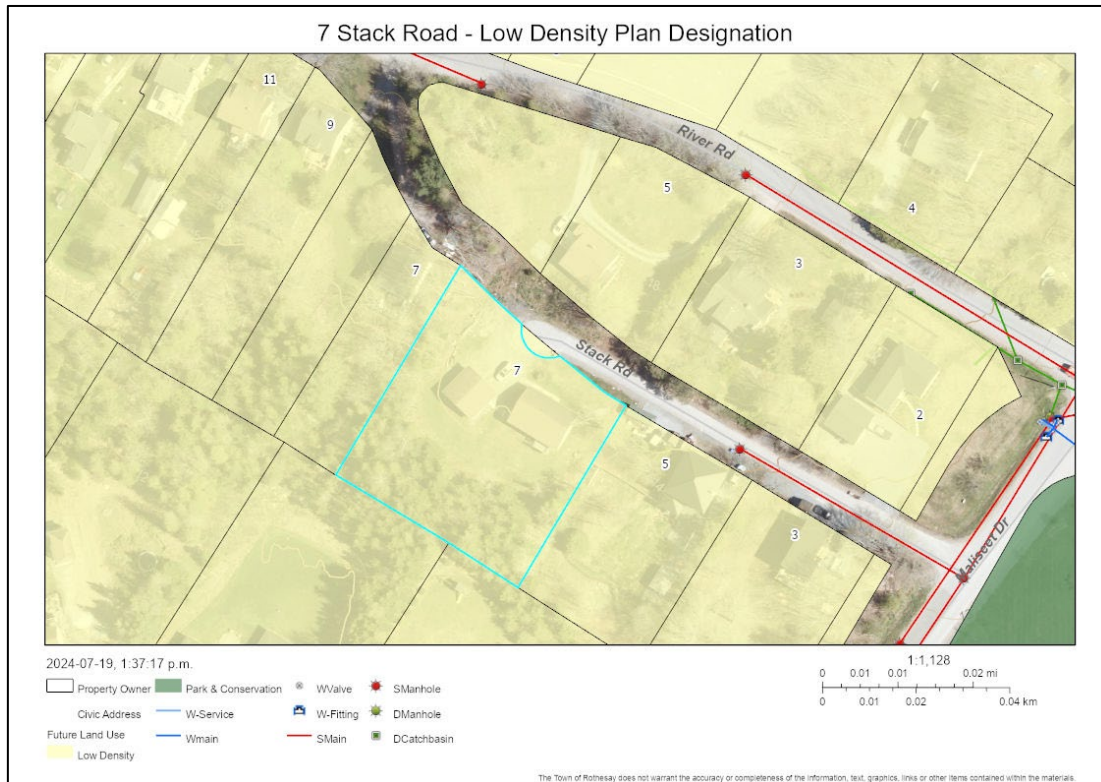 7 Stack Road - Low Density Plan Designation
11
9
River Rd
5
4
3
7
Stack Rd
7
2
5
3
Maliseet Dr
2024-07-19, 1:37:17 p.m.
Property Owner
Civic Address
Future Land Use
Low Density
Park & Conservation
W-Service
Wmain
WValve
W-Fitting
SMain
SManhole
DManhole
DCatchbasin
1:1,128
0 0.01 0.01 0.02 mi
0 0.01 0.02 0.04 km
The Town of Rothesay does not warrant the accuracy or completeness of the information, text, graphics, links or other items contained within the materials.